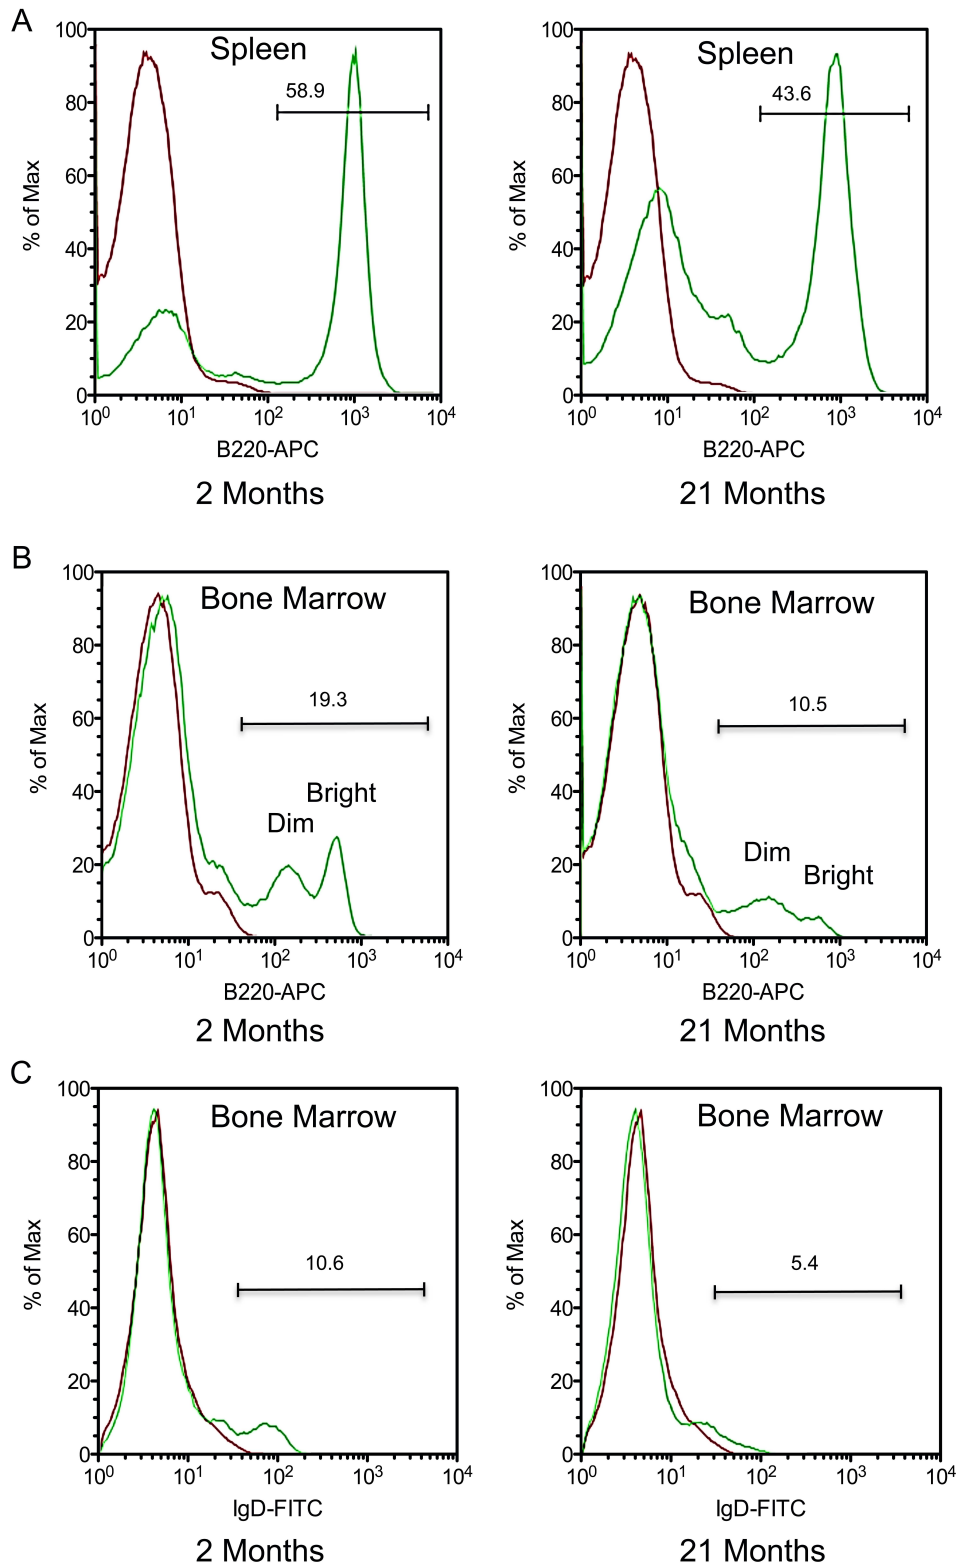 A
Spleen
58.9
% of Max
100
80
60
40
20
0
10^0 10^1 10^2 10^3 10^4
B220-APC
2 Months
Spleen
43.6
% of Max
100
80
60
40
20
0
10^0 10^1 10^2 10^3 10^4
B220-APC
21 Months
B
Bone Marrow
19.3
Bright
Dim
% of Max
100
80
60
40
20
0
10^0 10^1 10^2 10^3 10^4
B220-APC
2 Months
Bone Marrow
10.5
Dim
Bright
% of Max
100
80
60
40
20
0
10^0 10^1 10^2 10^3 10^4
B220-APC
21 Months
C
Bone Marrow
10.6
% of Max
100
80
60
40
20
0
10^0 10^1 10^2 10^3 10^4
IgD-FITC
2 Months
Bone Marrow
5.4
% of Max
100
80
60
40
20
0
10^0 10^1 10^2 10^3 10^4
IgD-FITC
21 Months